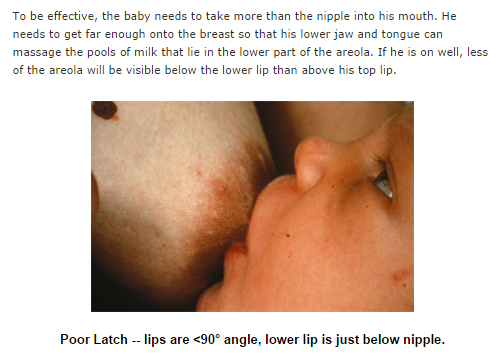 To be effective, the baby needs to take more than the nipple into his mouth. He
needs to get far enough onto the breast so that his lower jaw and tongue can
massage the pools of milk that lie in the lower part of the areola. If he is on well, less
of the areola will be visible below the lower lip than above his top lip.
Poor Latch -- lips are <90° angle, lower lip is just below nipple.